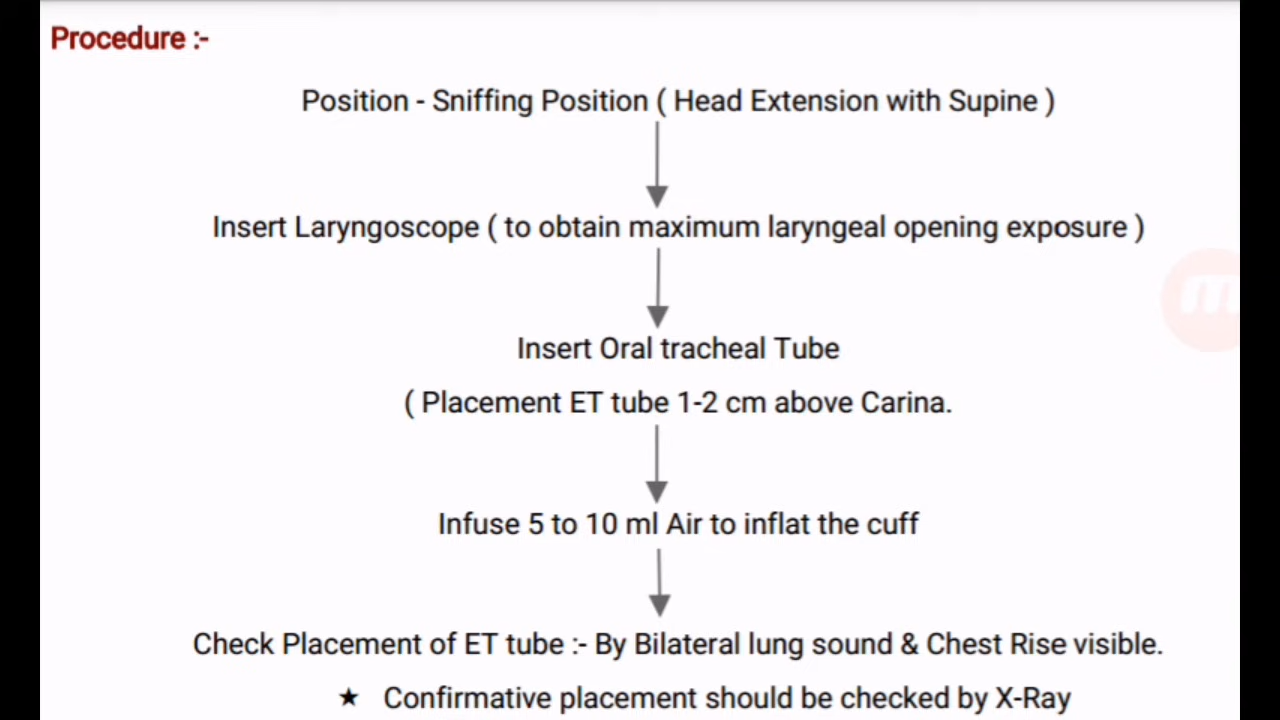 Procedure :-
Position - Sniffing Position ( Head Extension with Supine )
Insert Laryngoscope ( to obtain maximum laryngeal opening exposure )
Insert Oral tracheal Tube
( Placement ET tube 1-2 cm above Carina.
Infuse 5 to 10 ml Air to inflat the cuff
Check Placement of ET tube :- By Bilateral lung sound & Chest Rise visible.
★ Confirmative placement should be checked by X-Ray